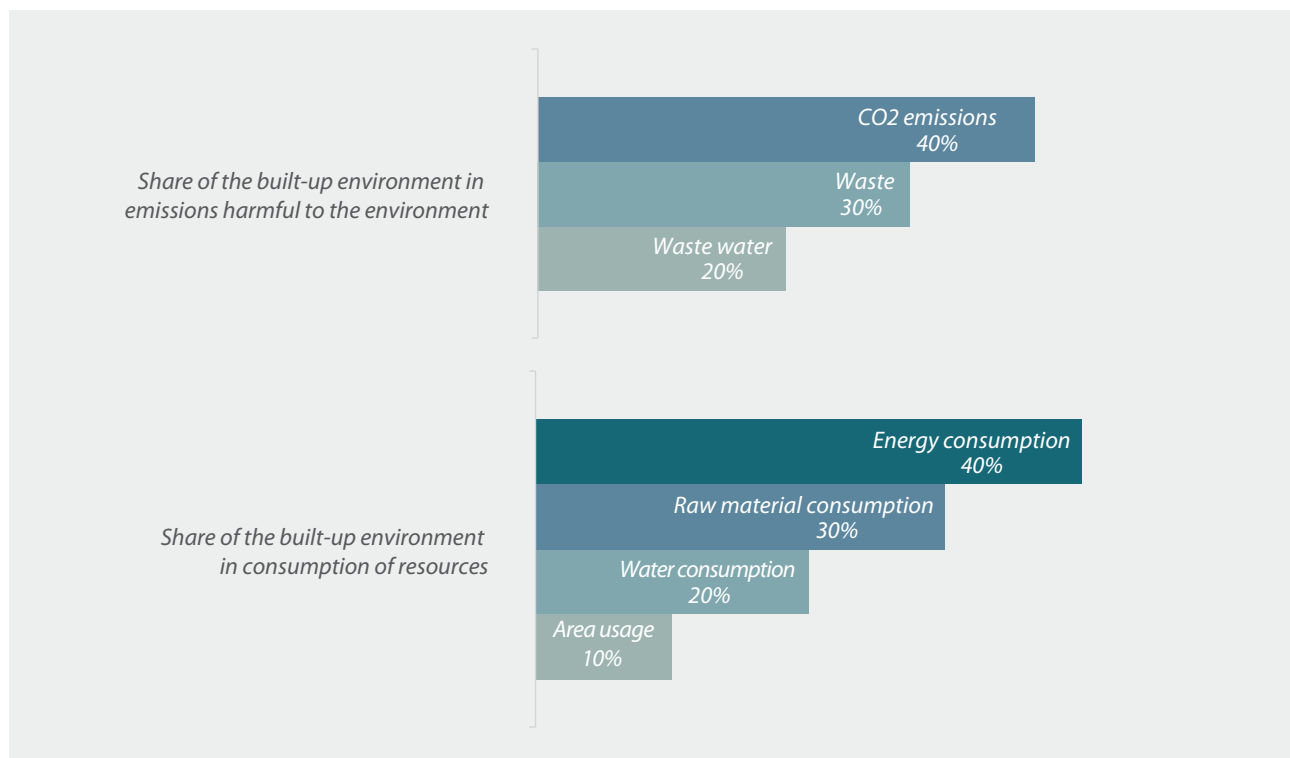 Share of the built-up environment in
emissions harmful to the environment
CO2 emissions
40%
Waste
30%
Waste water
20%
Share of the built-up environment
in consumption of resources
Energy consumption
40%
Raw material consumption
30%
Water consumption
20%
Area usage
10%